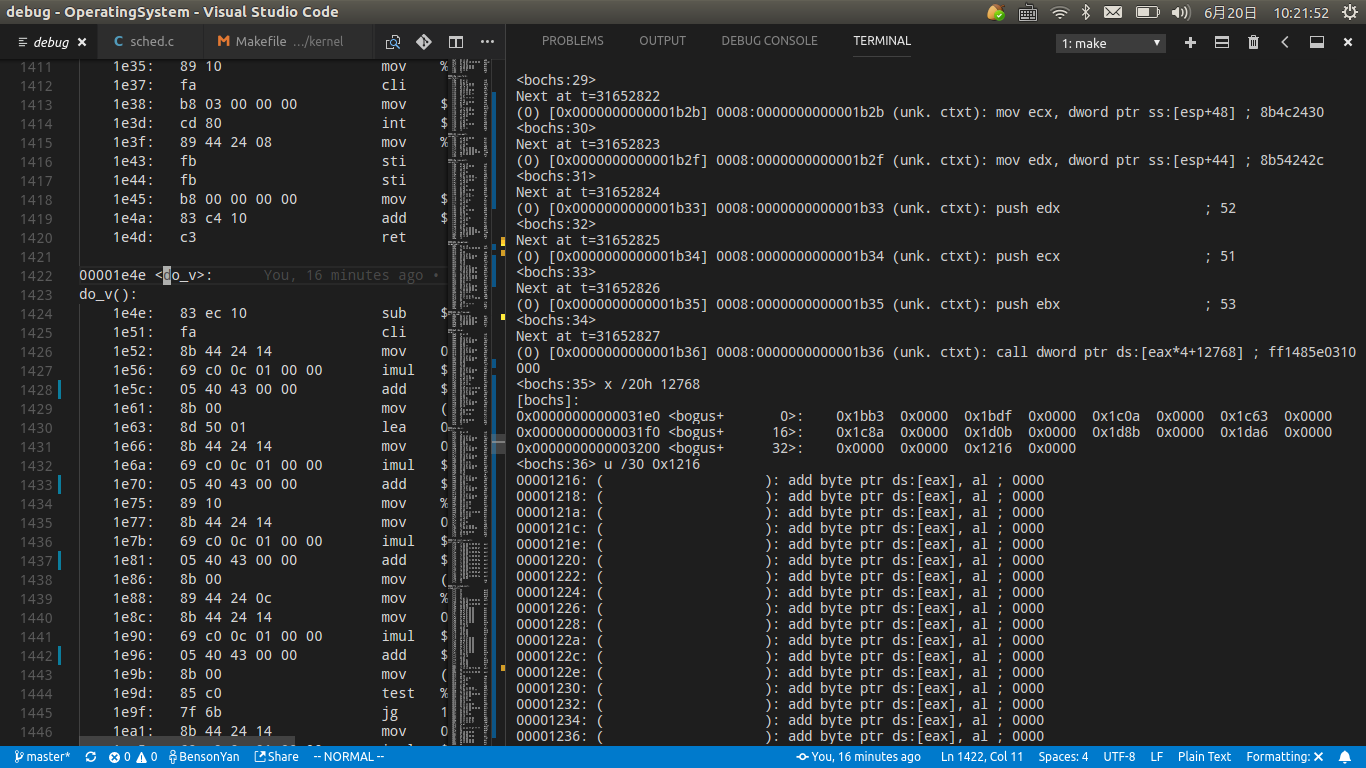 debug - OperatingSystem - Visual Studio Code
6月20日 10:21:52
debug
C sched.c
M Makefile .../kernel
PROBLEMS OUTPUT DEBUG CONSOLE TERMINAL
1: make
1411 1e35: 89 10 mov %
1412 1e37: fa cli
1413 1e38: b8 03 00 00 00 mov $
1414 1e3d: cd 80 int $
1415 1e3f: 89 44 24 08 mov %
1416 1e43: fb sti
1417 1e44: fb sti
1418 1e45: b8 00 00 00 00 mov $
1419 1e4a: 83 c4 10 add $
1420 1e4d: c3 ret
1421
1422 00001e4e <do_v>: You, 16 minutes ago •
1423 do_v():
1424 1e4e: 83 ec 10 sub $
1425 1e51: fa cli
1426 1e52: 8b 44 24 14 mov 0
1427 1e56: 69 c0 0c 01 00 00 imul $
1428 1e5c: 05 40 43 00 00 add $
1429 1e61: 8b 00 mov (
1430 1e63: 8d 50 01 lea 0
1431 1e66: 8b 44 24 14 mov 0
1432 1e6a: 69 c0 0c 01 00 00 imul $
1433 1e70: 05 40 43 00 00 add $
1434 1e75: 89 10 mov %
1435 1e77: 8b 44 24 14 mov 0
1436 1e7b: 69 c0 0c 01 00 00 imul $
1437 1e81: 05 40 43 00 00 add $
1438 1e86: 8b 00 mov (
1439 1e88: 89 44 24 0c mov %
1440 1e8c: 8b 44 24 14 mov 0
1441 1e90: 69 c0 0c 01 00 00 imul $
1442 1e96: 05 40 43 00 00 add $
1443 1e9b: 8b 00 mov (
1444 1e9d: 85 c0 test %
1445 1e9f: 7f 6b jg 1
1446 1ea1: 8b 44 24 14 mov 0
<bochs:29>
Next at t=31652822
(0) [0x0000000000001b2b] 0008:0000000000001b2b (unk. ctxt): mov ecx, dword ptr ss:[esp+48] ; 8b4c2430
<bochs:30>
Next at t=31652823
(0) [0x0000000000001b2f] 0008:0000000000001b2f (unk. ctxt): mov edx, dword ptr ss:[esp+44] ; 8b54242c
<bochs:31>
Next at t=31652824
(0) [0x0000000000001b33] 0008:0000000000001b33 (unk. ctxt): push edx ; 52
<bochs:32>
Next at t=31652825
(0) [0x0000000000001b34] 0008:0000000000001b34 (unk. ctxt): push ecx ; 51
<bochs:33>
Next at t=31652826
(0) [0x0000000000001b35] 0008:0000000000001b35 (unk. ctxt): push ebx ; 53
<bochs:34>
Next at t=31652827
(0) [0x0000000000001b36] 0008:0000000000001b36 (unk. ctxt): call dword ptr ds:[eax*4+12768] ; ff1485e0310
000
<bochs:35> x /20h 12768
[bochs]:
0x00000000000031e0 <bogus+ 0>: 0x1bb3 0x0000 0x1bdf 0x0000 0x1c0a 0x0000 0x1c63 0x0000
0x00000000000031f0 <bogus+ 16>: 0x1c8a 0x0000 0x1d0b 0x0000 0x1d8b 0x0000 0x1da6 0x0000
0x0000000000003200 <bogus+ 32>: 0x0000 0x0000 0x1216 0x0000
<bochs:36> u /30 0x1216
00001216: ( ): add byte ptr ds:[eax], al ; 0000
00001218: ( ): add byte ptr ds:[eax], al ; 0000
0000121a: ( ): add byte ptr ds:[eax], al ; 0000
0000121c: ( ): add byte ptr ds:[eax], al ; 0000
0000121e: ( ): add byte ptr ds:[eax], al ; 0000
00001220: ( ): add byte ptr ds:[eax], al ; 0000
00001222: ( ): add byte ptr ds:[eax], al ; 0000
00001224: ( ): add byte ptr ds:[eax], al ; 0000
00001226: ( ): add byte ptr ds:[eax], al ; 0000
00001228: ( ): add byte ptr ds:[eax], al ; 0000
0000122a: ( ): add byte ptr ds:[eax], al ; 0000
0000122c: ( ): add byte ptr ds:[eax], al ; 0000
0000122e: ( ): add byte ptr ds:[eax], al ; 0000
00001230: ( ): add byte ptr ds:[eax], al ; 0000
00001232: ( ): add byte ptr ds:[eax], al ; 0000
00001234: ( ): add byte ptr ds:[eax], al ; 0000
00001236: ( ): add byte ptr ds:[eax], al ; 0000
master* 0 0 BensonYan Share -- NORMAL -- You, 16 minutes ago Ln 1422, Col 11 Spaces: 4 UTF-8 LF Plain Text Formatting: ✕